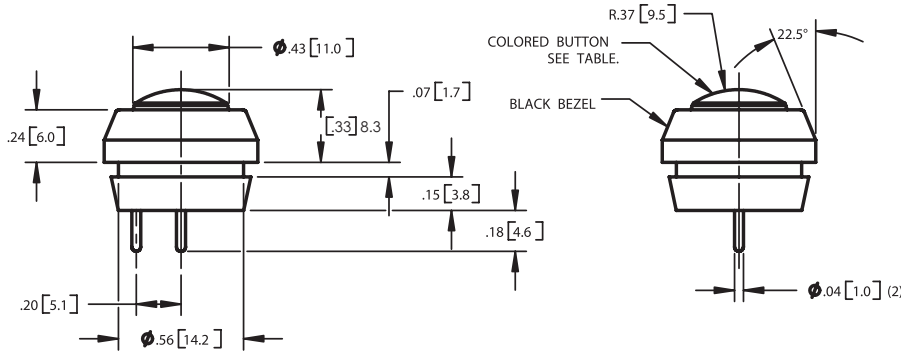 Ø.43 [11.0]
.07 [1.7]
[.33] 8.3
.24 [6.0]
.15 [3.8]
.18 [4.6]
.20 [5.1]
Ø.56 [14.2]
R.37 [9.5]
22.5°
COLORED BUTTON
SEE TABLE.
BLACK BEZEL
Ø.04 [1.0] (2)